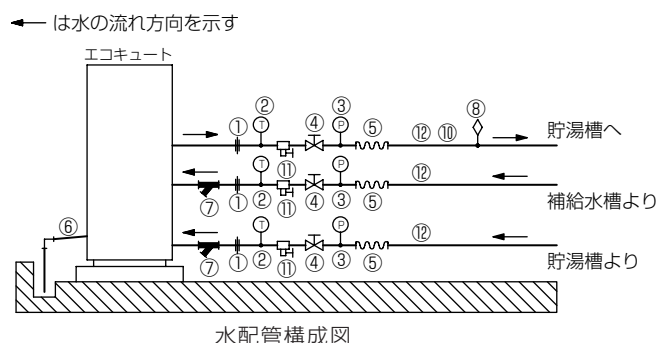 ← は水の流れ方向を示す
エコキュート
② ③ ⑧
① T ④ P ⑤ ⑫ ⑩ 貯湯槽へ
⑪
T P ⑫
⑦ ① ② ⑪ ④ ③ ⑤ 補給水槽より
⑥ T P ⑫
⑦ ① ② ⑪ ④ ③ ⑤ 貯湯槽より
水配管構成図